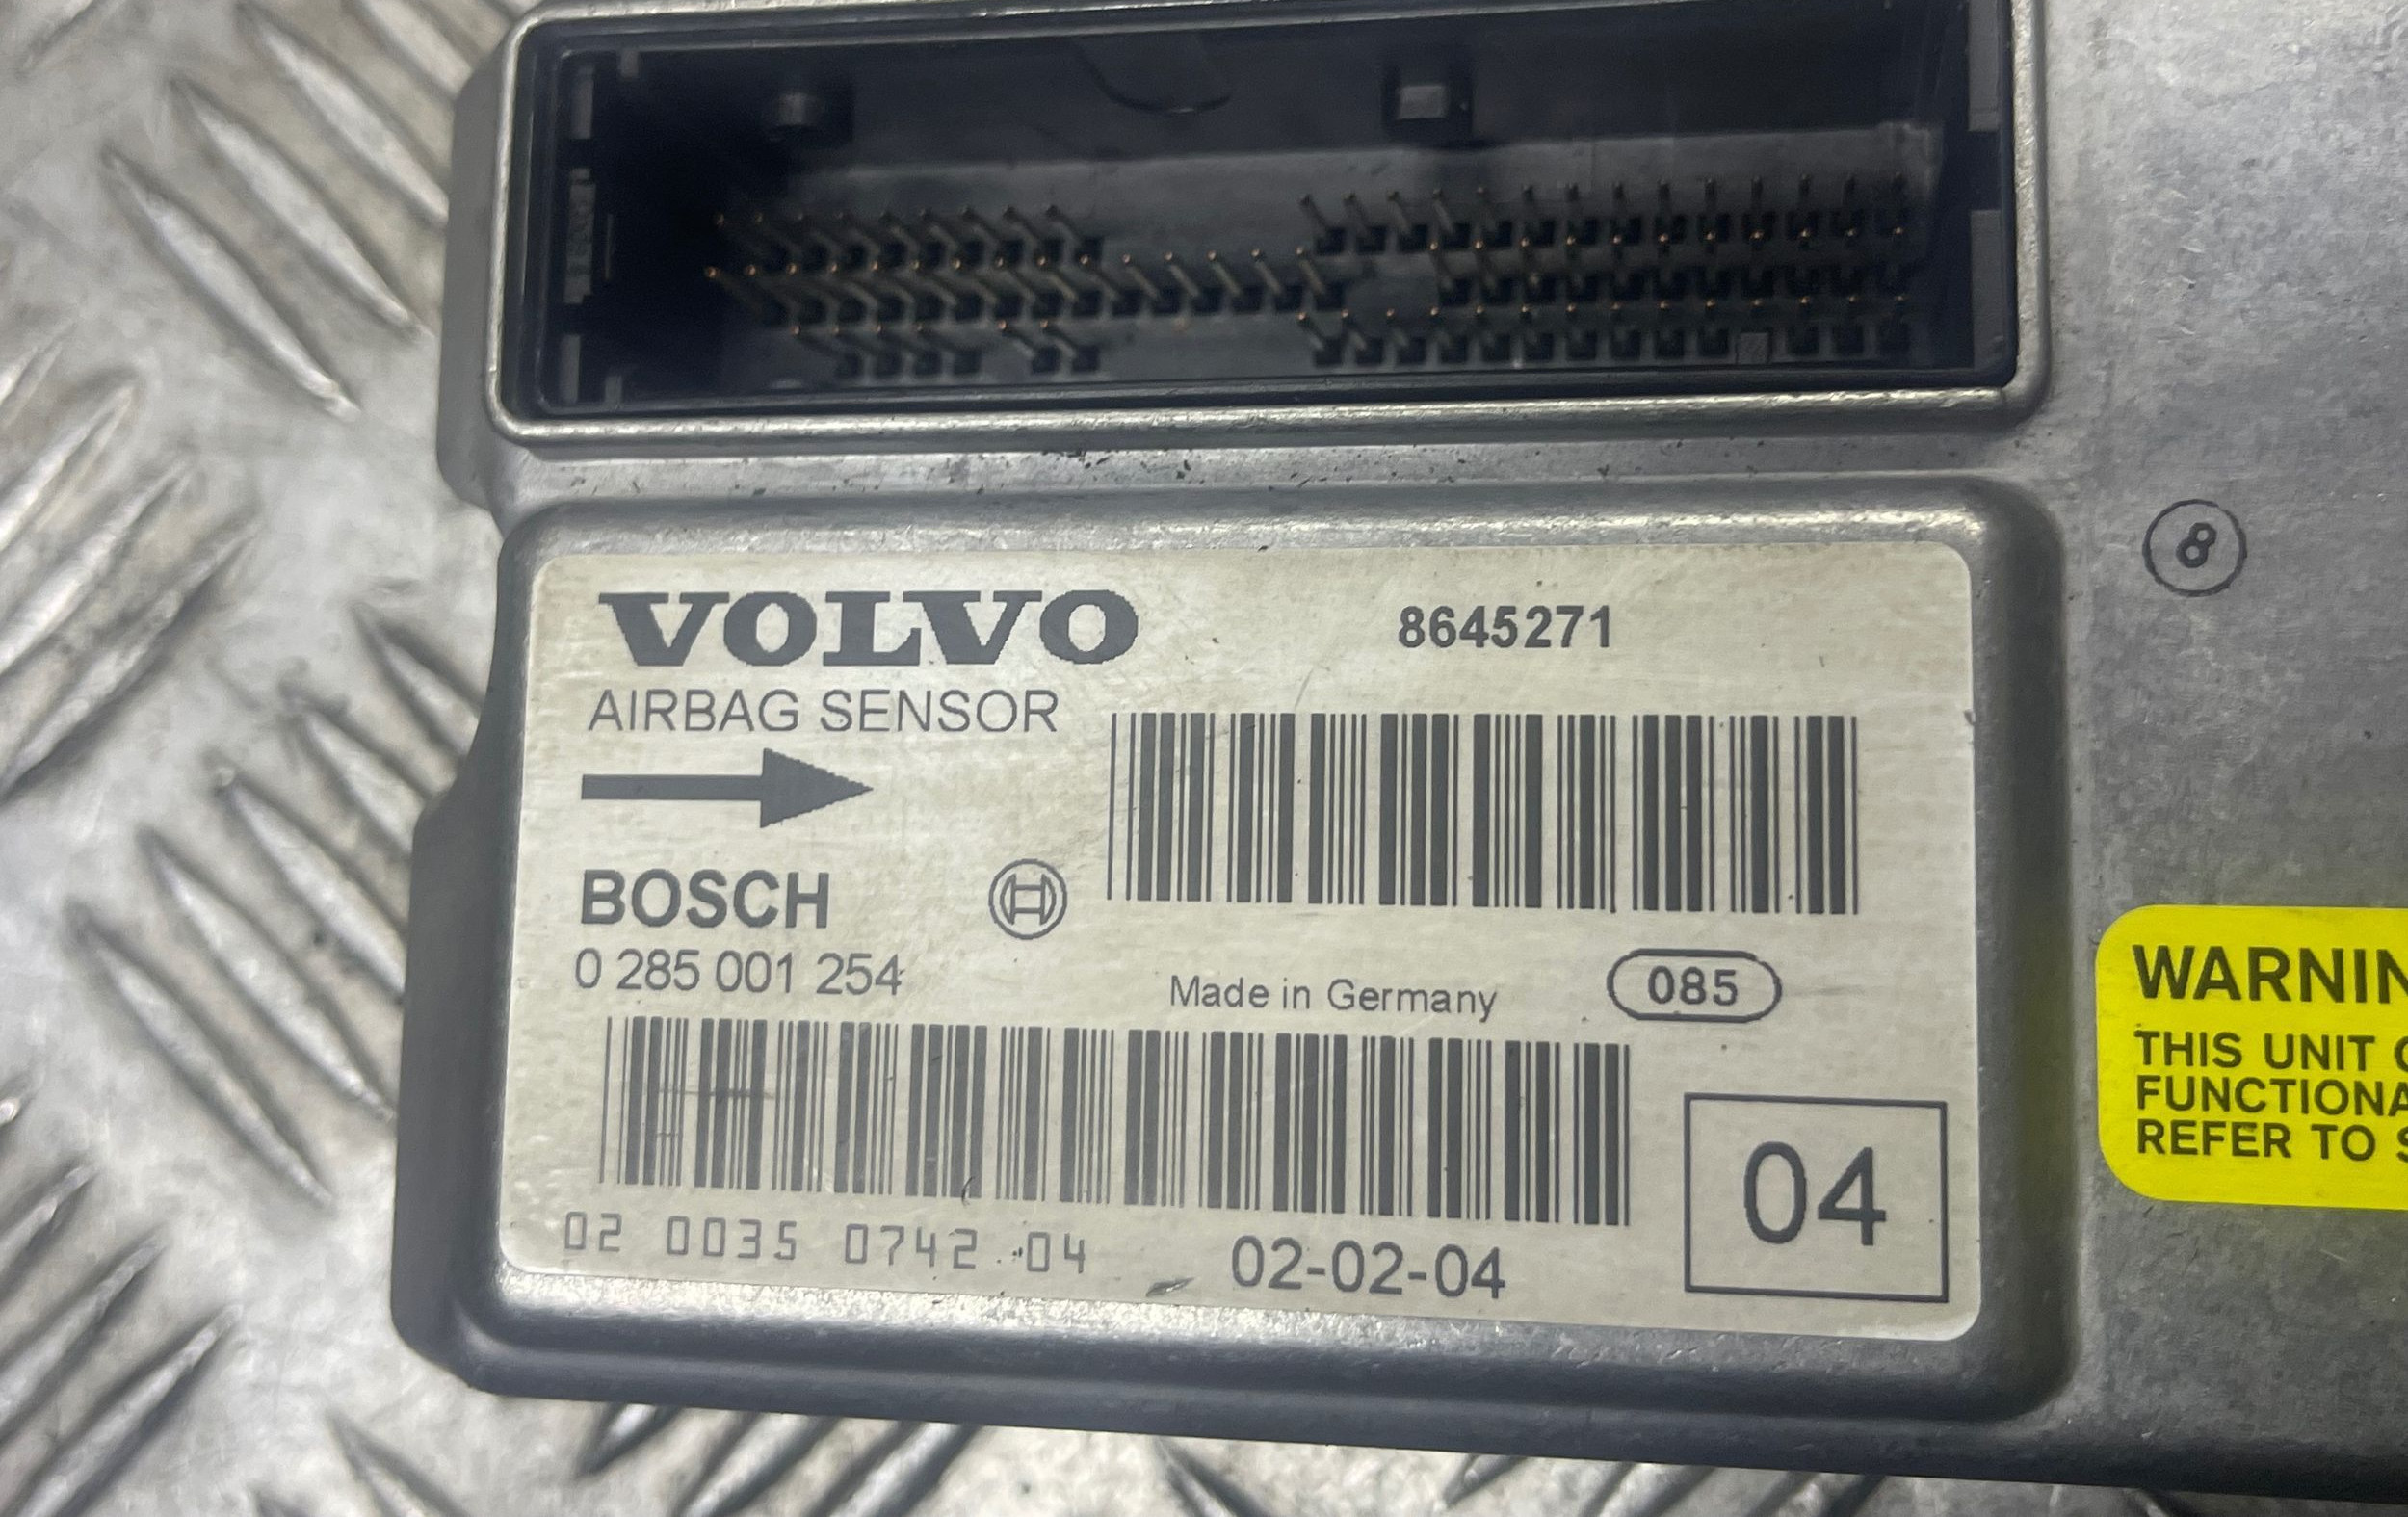 VOLVO
8645271
AIRBAG SENSOR
BOSCH
0 285 001 254
Made in Germany
085
02 0035 0742 04
02-02-04
04
8
WARNIN
THIS UNIT
FUNCTIONA
REFER TO S